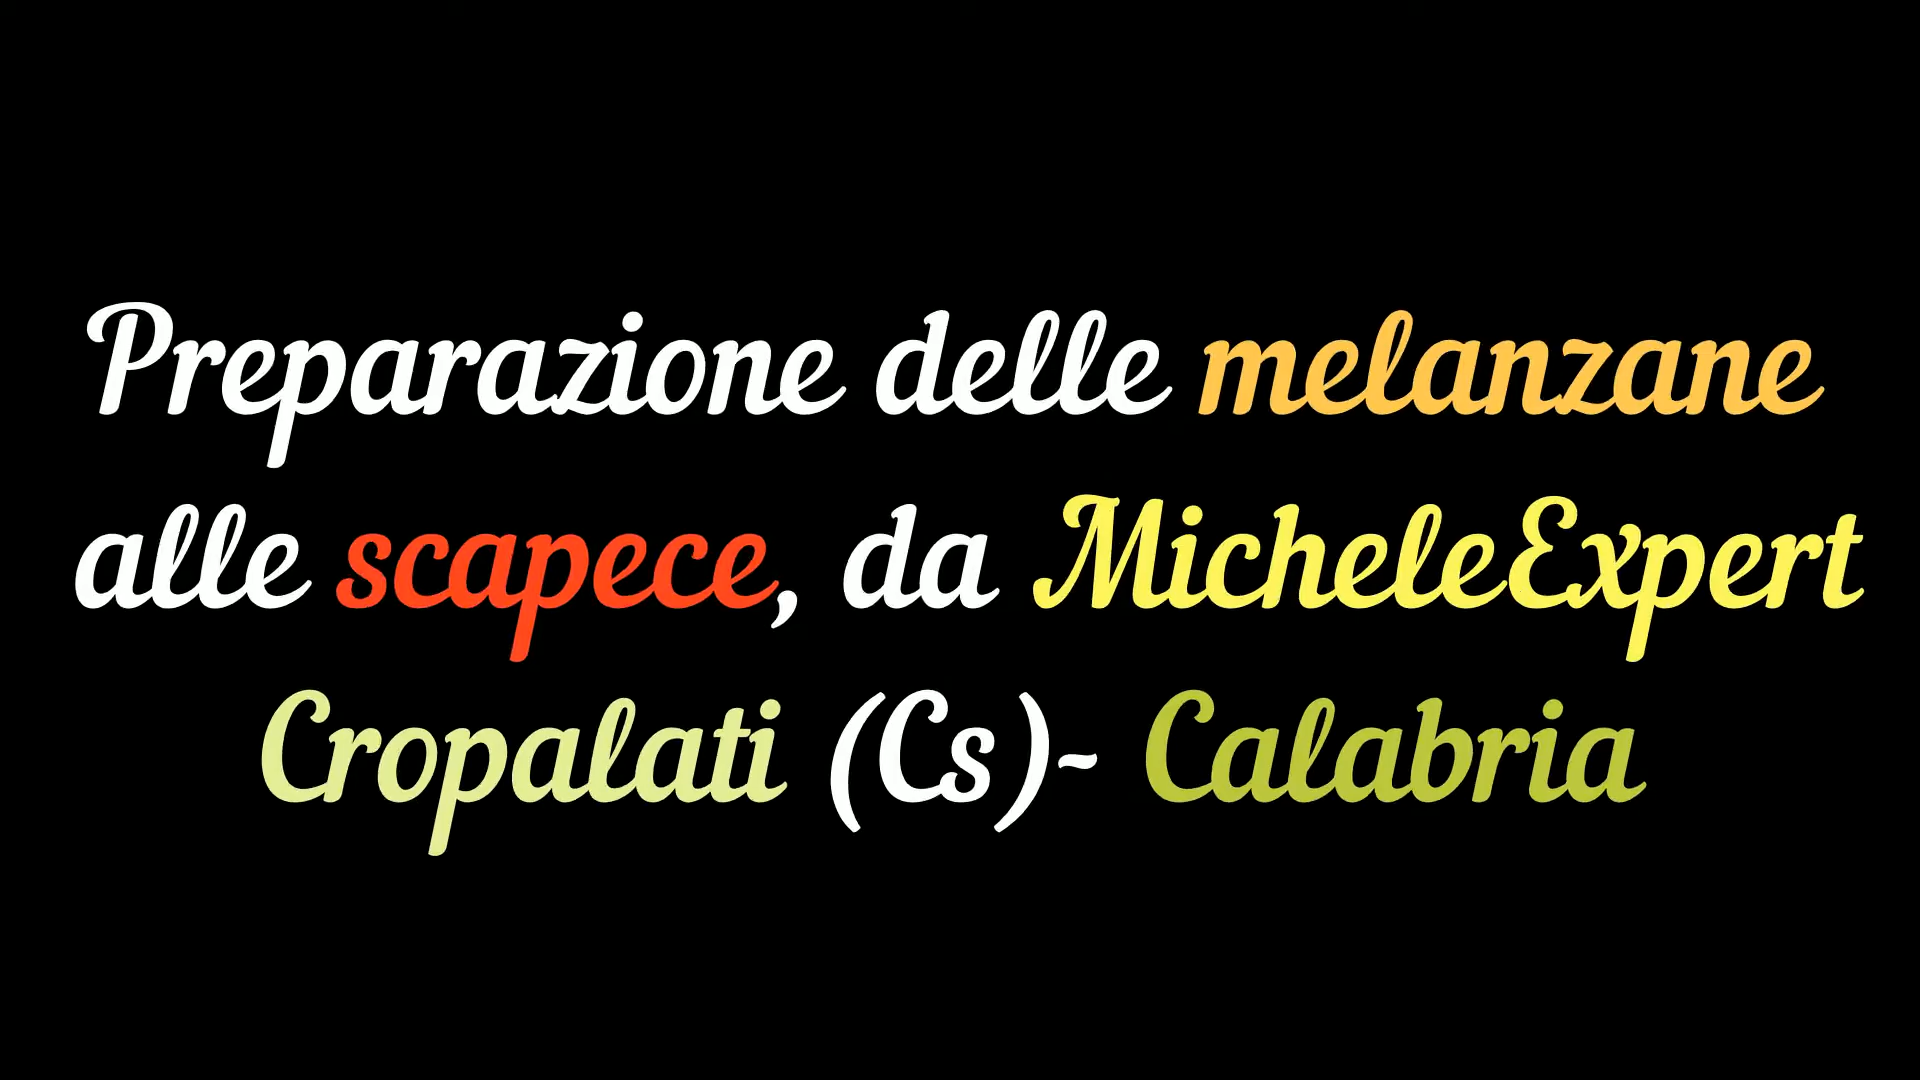 Preparazione delle melanzane
alle scapece, da MicheleExpert
Cropalati (Cs)- Calabria